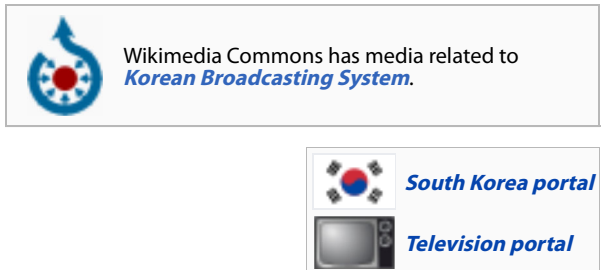 Wikimedia Commons has media related to
Korean Broadcasting System.
South Korea portal
Television portal